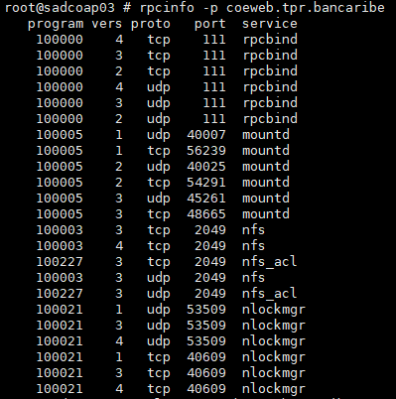 root@sadcoap03 # rpcinfo -p coeweb.tpr.bancaribe
program vers proto port service
100000 4 tcp 111 rpcbind
100000 3 tcp 111 rpcbind
100000 2 tcp 111 rpcbind
100000 4 udp 111 rpcbind
100000 3 udp 111 rpcbind
100000 2 udp 111 rpcbind
100005 1 udp 40007 mountd
100005 1 tcp 56239 mountd
100005 2 udp 40025 mountd
100005 2 tcp 54291 mountd
100005 3 udp 45261 mountd
100005 3 tcp 48665 mountd
100003 3 tcp 2049 nfs
100003 4 tcp 2049 nfs
100227 3 tcp 2049 nfs_acl
100003 3 udp 2049 nfs
100227 3 udp 2049 nfs_acl
100021 1 udp 53509 nlockmgr
100021 3 udp 53509 nlockmgr
100021 4 udp 53509 nlockmgr
100021 1 tcp 40609 nlockmgr
100021 3 tcp 40609 nlockmgr
100021 4 tcp 40609 nlockmgr